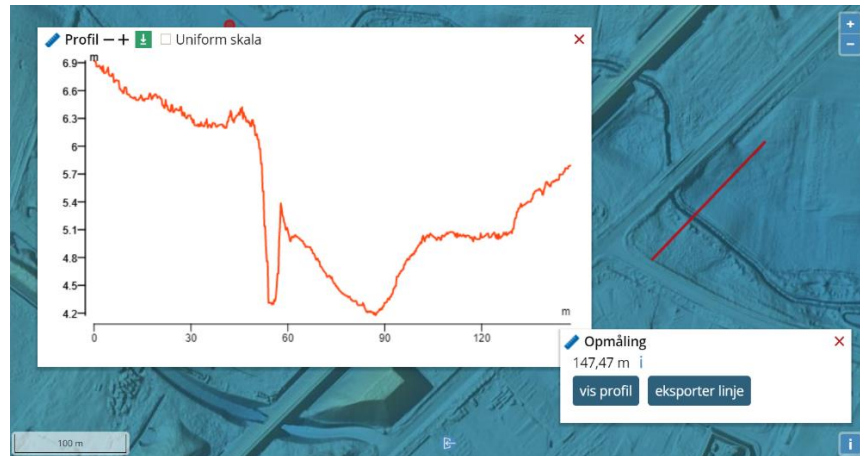 Profil
Uniform skala
m
6.9
6.6
6.3
6
5.7
5.4
5.1
4.8
4.5
4.2
m
0 30 60 90 120
Opmåling
147,47 m i
vis profil eksporter linje
100 m
+
−
i